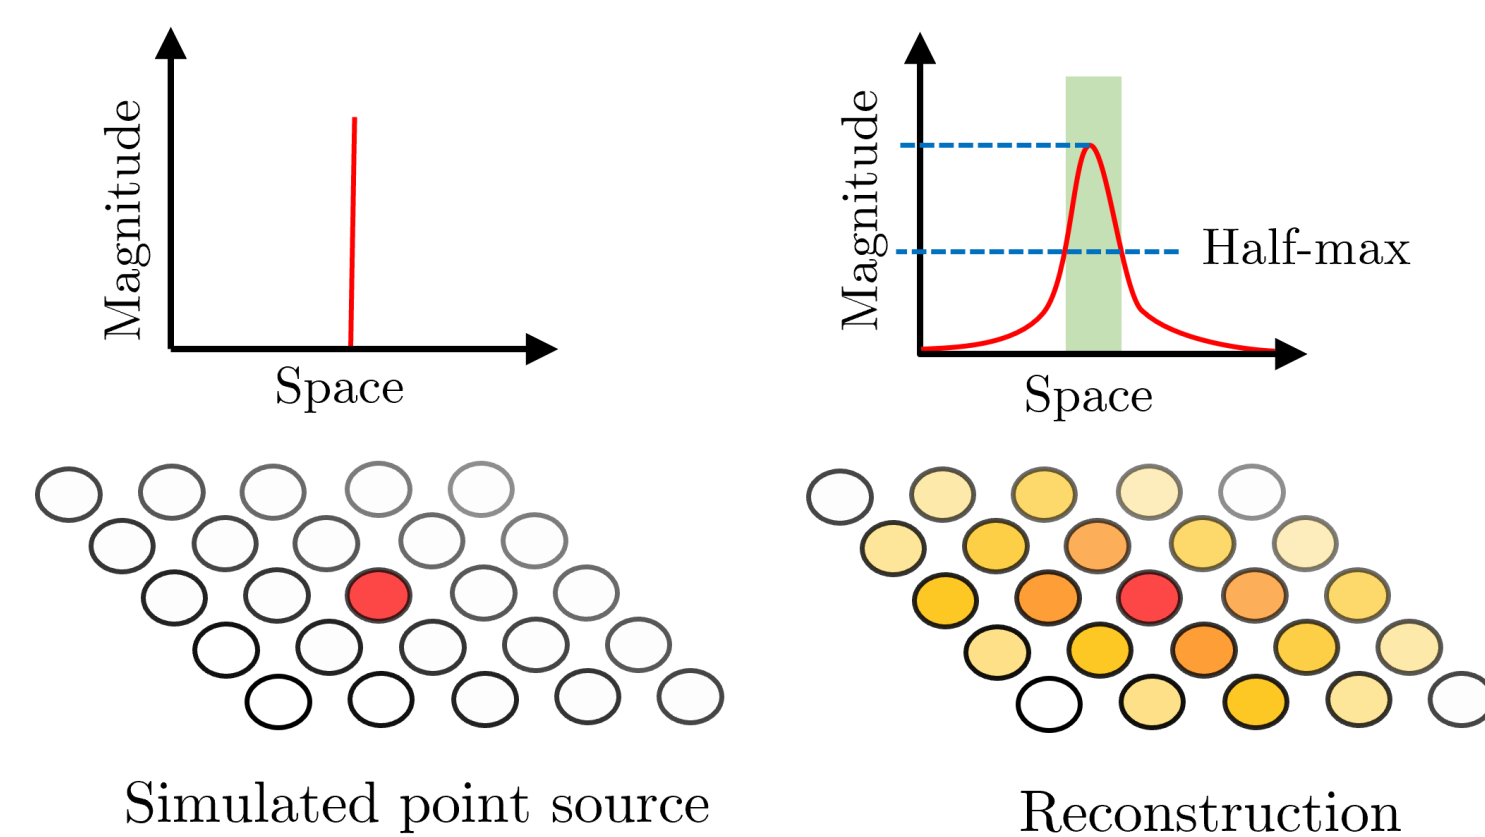 Magnitude
Space
Magnitude
Half-max
Space
Simulated point source
Reconstruction